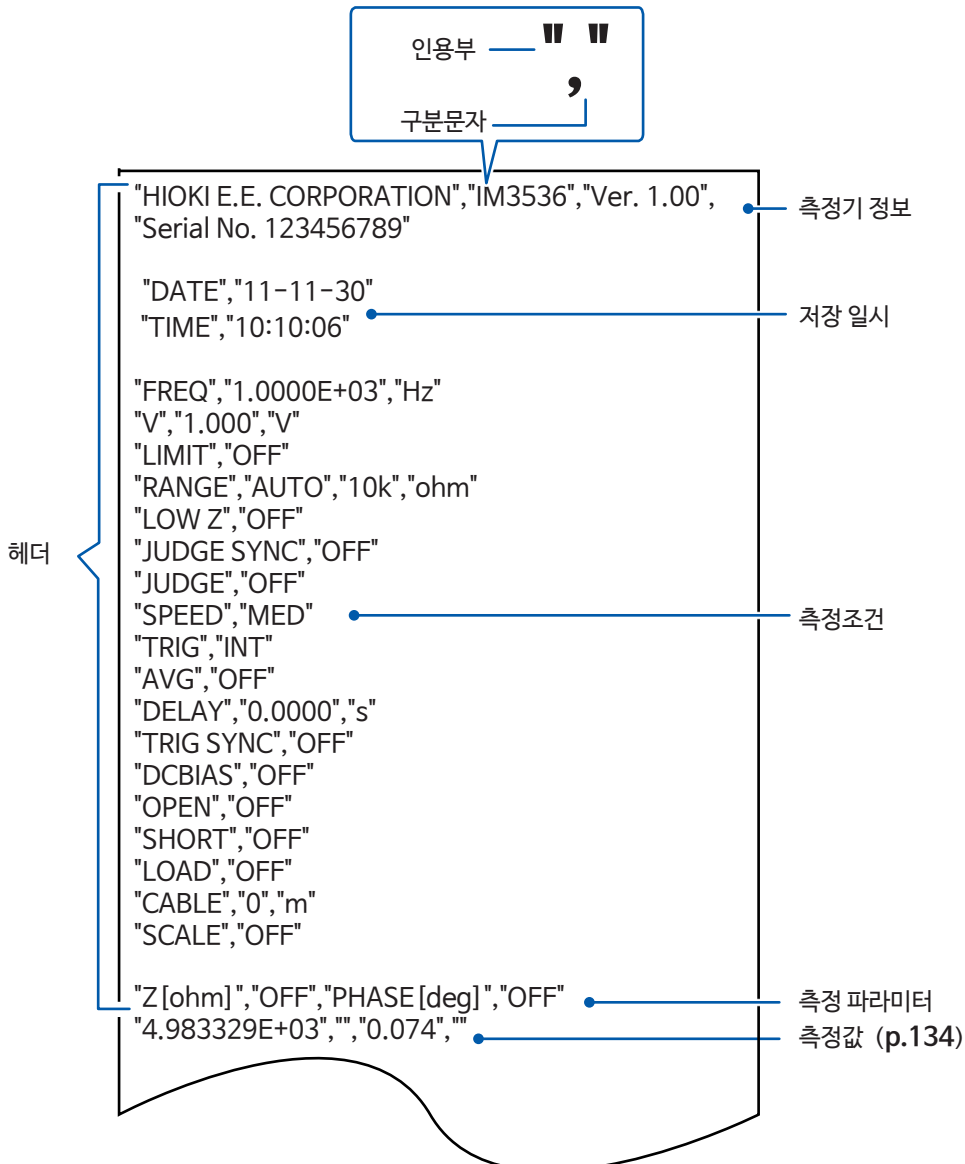 인용부 " "
,
구분문자
"HIOKI E.E. CORPORATION","IM3536","Ver. 1.00",
"Serial No. 123456789"
측정기 정보
"DATE","11-11-30"
"TIME","10:10:06"
저장 일시
"FREQ","1.0000E+03","Hz"
"V","1.000","V"
"LIMIT","OFF"
"RANGE","AUTO","10k","ohm"
"LOW Z","OFF"
"JUDGE SYNC","OFF"
헤더
"JUDGE","OFF"
"SPEED","MED"
측정조건
"TRIG","INT"
"AVG","OFF"
"DELAY","0.0000","s"
"TRIG SYNC","OFF"
"DCBIAS","OFF"
"OPEN","OFF"
"SHORT","OFF"
"LOAD","OFF"
"CABLE","0","m"
"SCALE","OFF"
"Z[ohm]","OFF","PHASE[deg]","OFF"
측정 파라미터
"4.983329E+03","","0.074",""
측정값 (p.134)